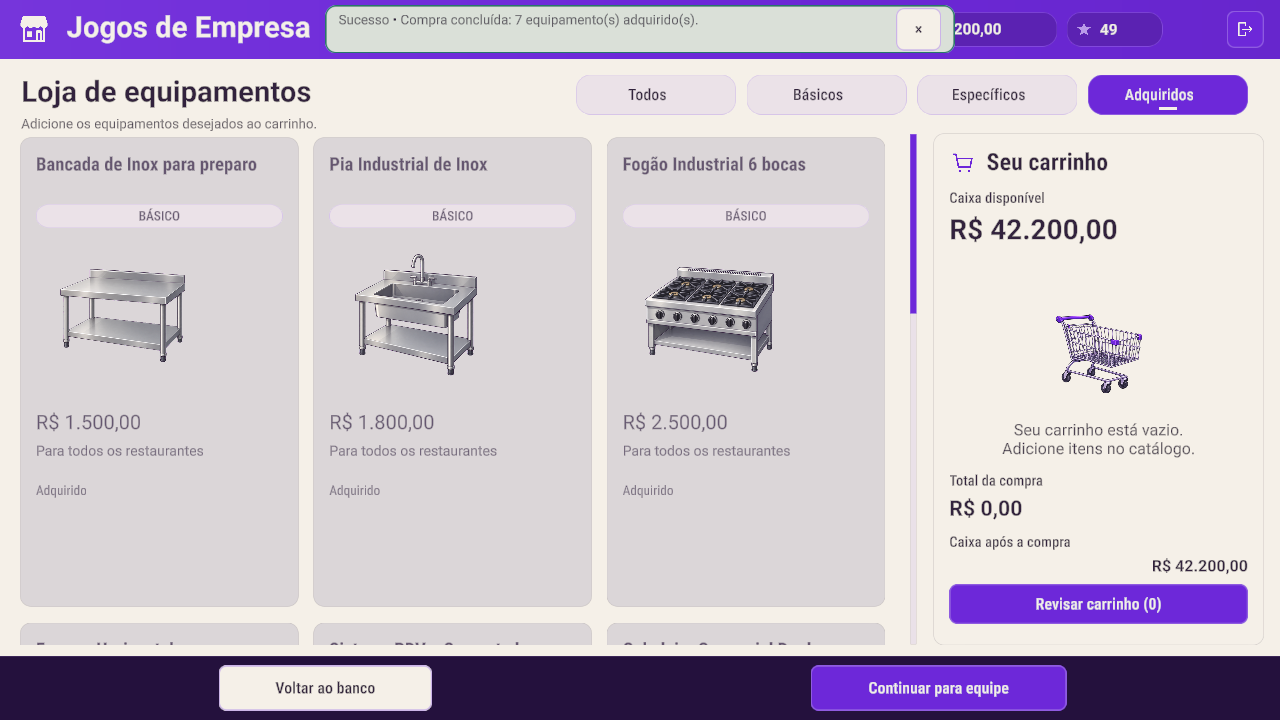 Jogos de Empresa
Sucesso • Compra concluída: 7 equipamento(s) adquirido(s).
×
200,00
49
Loja de equipamentos
Adicione os equipamentos desejados ao carrinho.
Todos
Básicos
Específicos
Adquiridos
Bancada de Inox para preparo
BÁSICO
R$ 1.500,00
Para todos os restaurantes
Adquirido
Pia Industrial de Inox
BÁSICO
R$ 1.800,00
Para todos os restaurantes
Adquirido
Fogão Industrial 6 bocas
BÁSICO
R$ 2.500,00
Para todos os restaurantes
Adquirido
Seu carrinho
Caixa disponível
R$ 42.200,00
Seu carrinho está vazio.
Adicione itens no catálogo.
Total da compra
R$ 0,00
Caixa após a compra
R$ 42.200,00
Revisar carrinho (0)
Voltar ao banco
Continuar para equipe